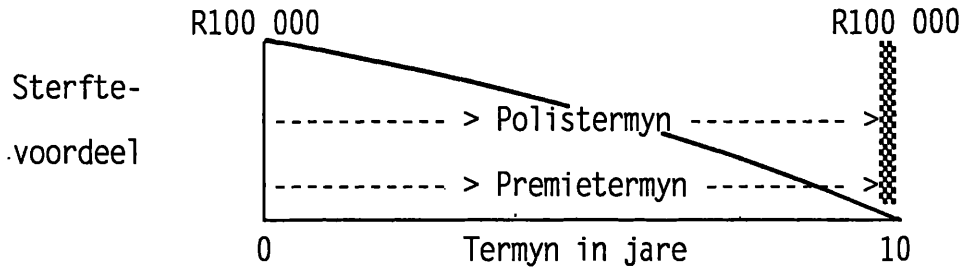 R100 000 R100 000
Sterfte-
- - - - - - - - - - > Polistermyn - - - - - - - - - - >
voordeel
- - - - - - - - - - > Premietermyn - - - - - - - - - - >
0 Termyn in jare 10